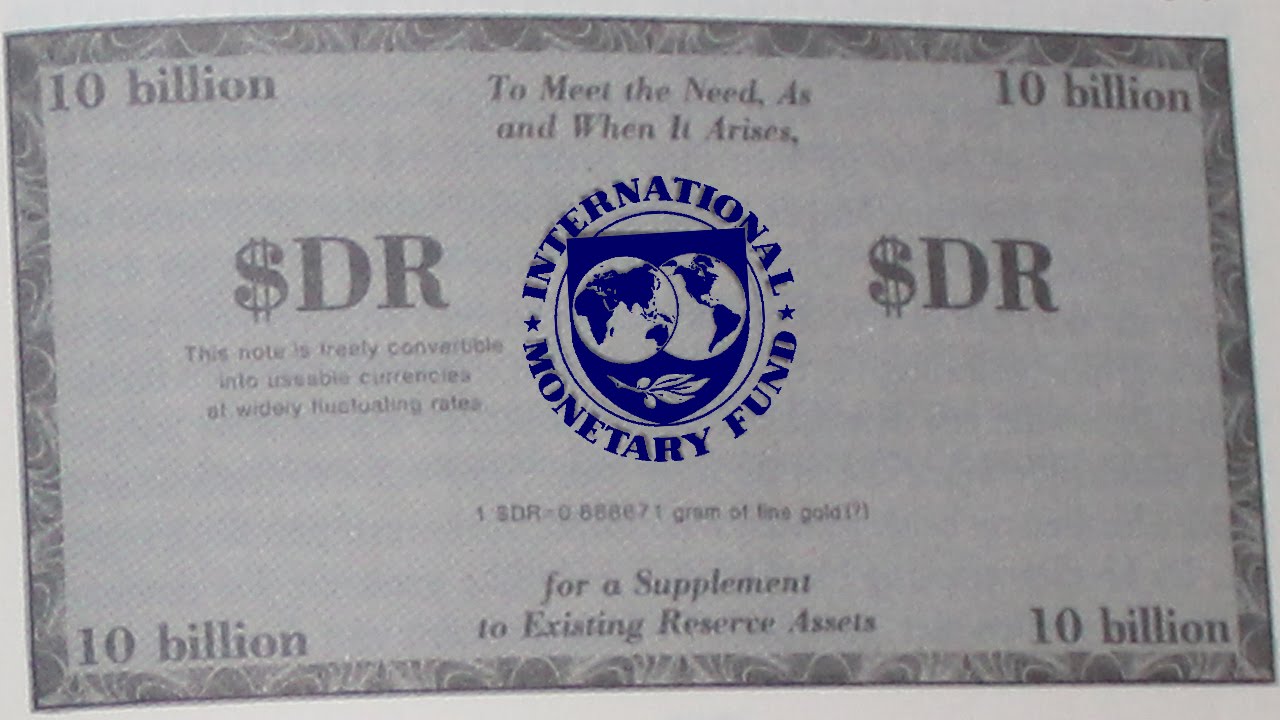 10 billion
To Meet the Need, As
and When It Arises,
10 billion
INTERNATIONAL
MONETARY FUND
$DR
$DR
This note is freely convertible
into useable currencies
at widely fluctuating rates
1 SDR=0 888671 gram of fine gold(?)
for a Supplement
to Existing Reserve Assets
10 billion
10 billion